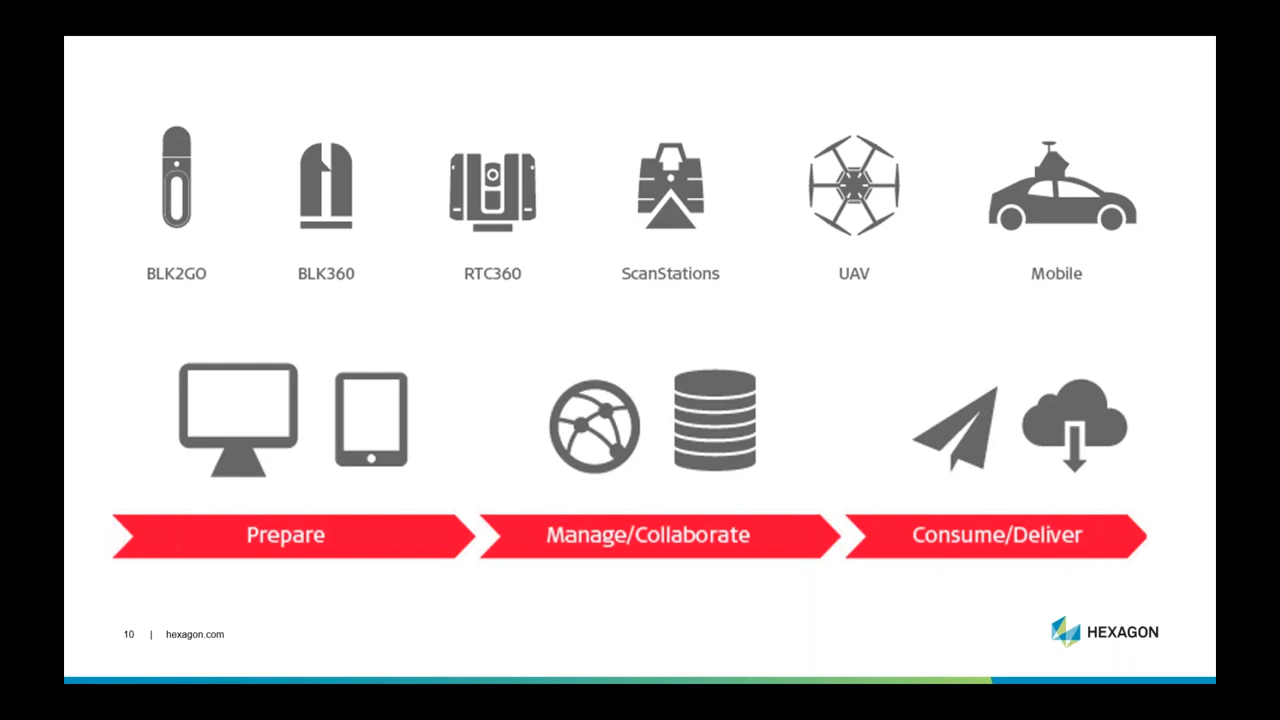 BLK2GO
BLK360
RTC360
ScanStations
UAV
Mobile
Prepare
Manage/Collaborate
Consume/Deliver
10 | hexagon.com
HEXAGON